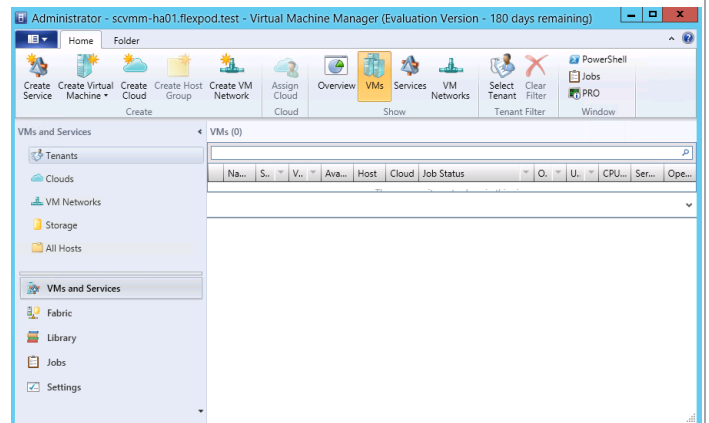 Administrator - scvmm-ha01.flexpod.test - Virtual Machine Manager (Evaluation Version - 180 days remaining)
Home Folder
Create Service
Create Virtual Machine
Create Cloud
Create Host Group
Create VM Network
Assign Cloud
Overview
VMs
Services
VM Networks
Select Tenant
Clear Filter
PowerShell
Jobs
PRO
Create Cloud Show Tenant Filter Window
VMs and Services
VMs (0)
Tenants
Clouds
VM Networks
Storage
All Hosts
Na... S.. V.. Ava... Host Cloud Job Status O. U.. CPU... Ser... Ope...
VMs and Services
Fabric
Library
Jobs
Settings